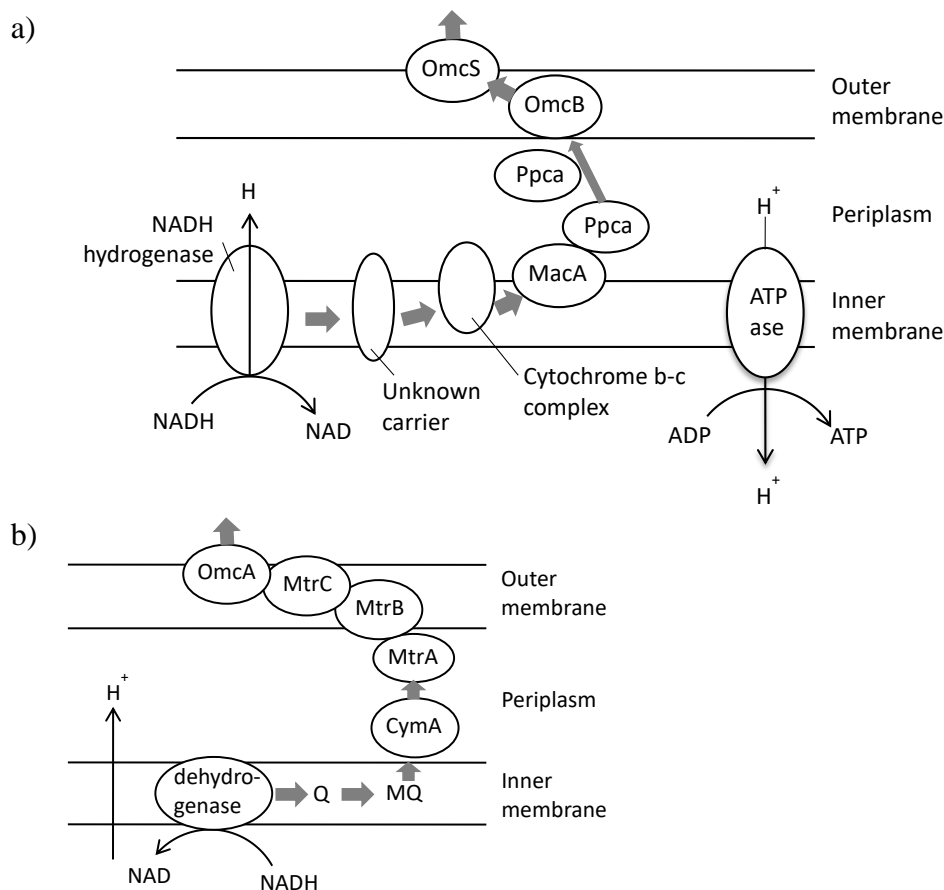 a)
OmcS
OmcB
Outer
membrane
Ppca
H
NADH
hydrogenase
Ppca
H+
Periplasm
MacA
ATP
ase
Inner
membrane
Unknown
carrier
Cytochrome b-c
complex
NADH
NAD
ADP
ATP
H+
b)
OmcA
MtrC
MtrB
Outer
membrane
MtrA
H+
Periplasm
CymA
dehydro-
genase
Q
MQ
Inner
membrane
NAD
NADH